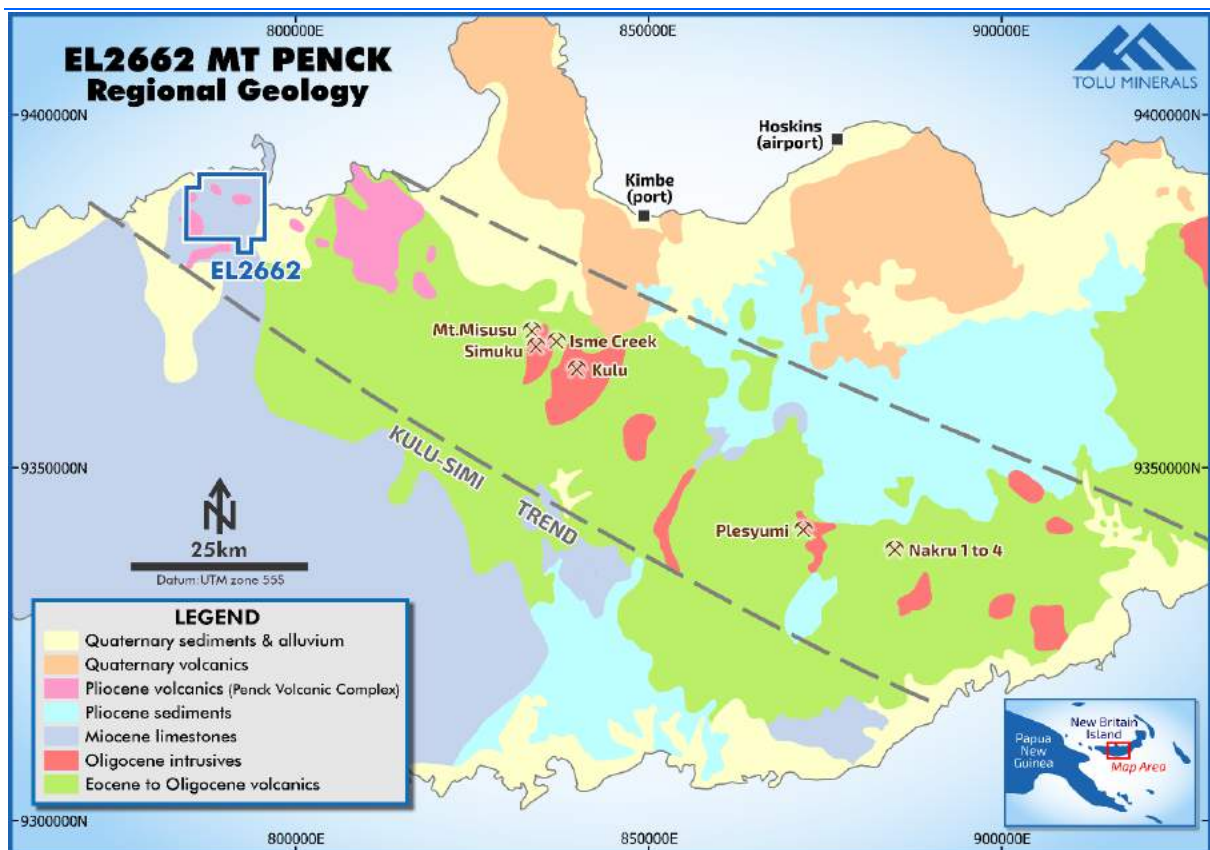 800000E
850000E
900000E
EL2662 MT PENCK
Regional Geology
TOLU MINERALS
9400000N
9400000N
Hoskins
(airport)
Kimbe
(port)
EL2662
Mt.Misusu
Simuku
Isme Creek
Kulu
KULU-SIMI
TREND
9350000N
9350000N
N
25km
Datum: UTM zone 55S
Plesyumi
Nakru 1 to 4
LEGEND
Quaternary sediments & alluvium
Quaternary volcanics
Pliocene volcanics (Penck Volcanic Complex)
Pliocene sediments
Miocene limestones
Oligocene intrusives
Eocene to Oligocene volcanics
New Britain
Island
Papua
New
Guinea
Map Area
9300000N
9300000N
800000E
850000E
900000E